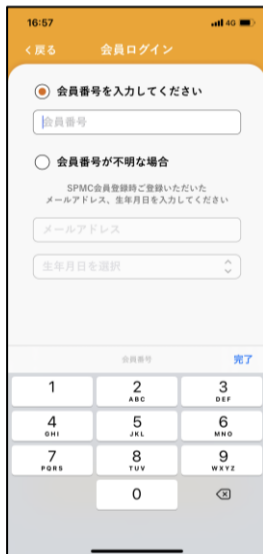 16:57
4G
戻る 会員ログイン
会員番号を入力してください
会員番号
会員番号が不明な場合
SPMC会員登録時ご登録いただいた
メールアドレス、生年月日を入力してください
メールアドレス
生年月日を選択
会員番号 完了
1 2 3
ABC DEF
4 5 6
GHI JKL MNO
7 8 9
PQRS TUV WXYZ
0